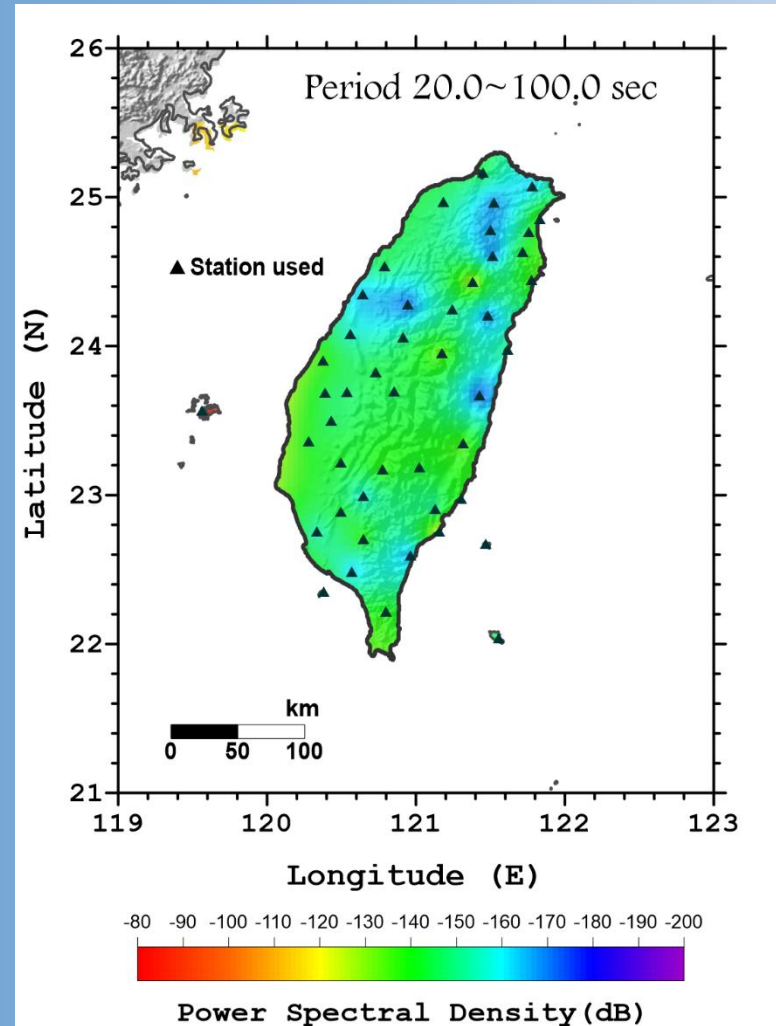 Period 20.0~100.0 sec
▲ Station used
Latitude (N)
26
25
24
23
22
21
km
0 50 100
119 120 121 122 123
Longitude (E)
-80 -90 -100 -110 -120 -130 -140 -150 -160 -170 -180 -190 -200
Power Spectral Density(dB)